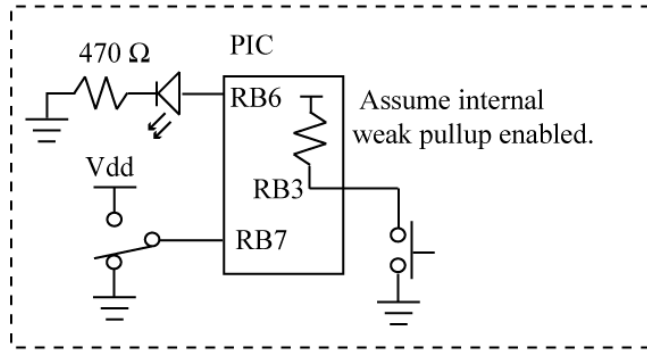 470 Ω
PIC
RB6
Assume internal
weak pullup enabled.
Vdd
RB3
RB7